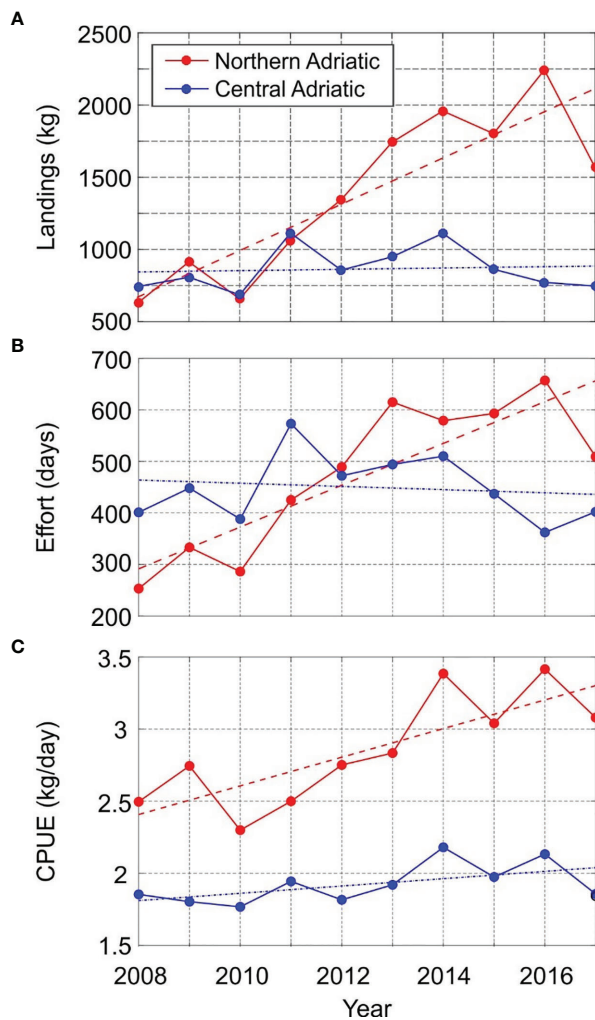 A
2500
2000
1500
1000
500
Landings (kg)
Northern Adriatic
Central Adriatic
B
700
600
500
400
300
200
Effort (days)
C
3.5
3
2.5
2
1.5
CPUE (kg/day)
2008 2010 2012 2014 2016
Year